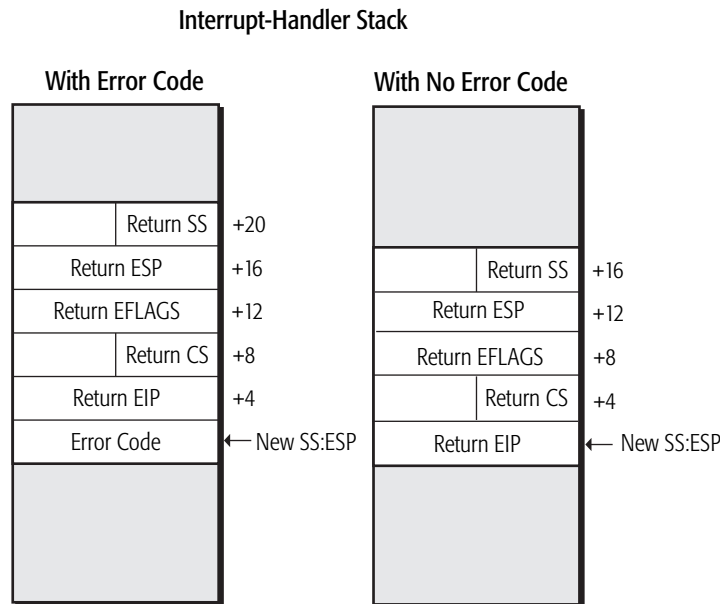 Interrupt-Handler Stack
With Error Code
Return SS +20
Return ESP +16
Return EFLAGS +12
Return CS +8
Return EIP +4
Error Code New SS:ESP
With No Error Code
Return SS +16
Return ESP +12
Return EFLAGS +8
Return CS +4
Return EIP New SS:ESP